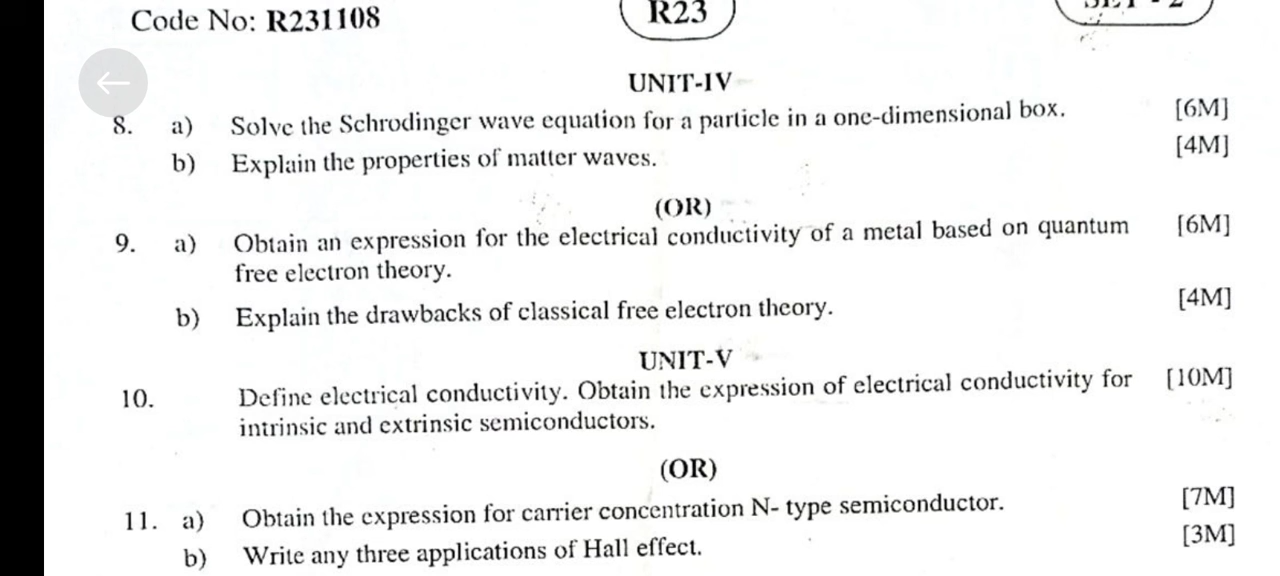 Code No: R231108
R23
UNIT-IV
8. a) Solve the Schrodinger wave equation for a particle in a one-dimensional box. [6M]
b) Explain the properties of matter waves. [4M]
(OR)
9. a) Obtain an expression for the electrical conductivity of a metal based on quantum [6M]
free electron theory.
b) Explain the drawbacks of classical free electron theory. [4M]
UNIT-V
10. Define electrical conductivity. Obtain the expression of electrical conductivity for [10M]
intrinsic and extrinsic semiconductors.
(OR)
11. a) Obtain the expression for carrier concentration N- type semiconductor. [7M]
b) Write any three applications of Hall effect. [3M]